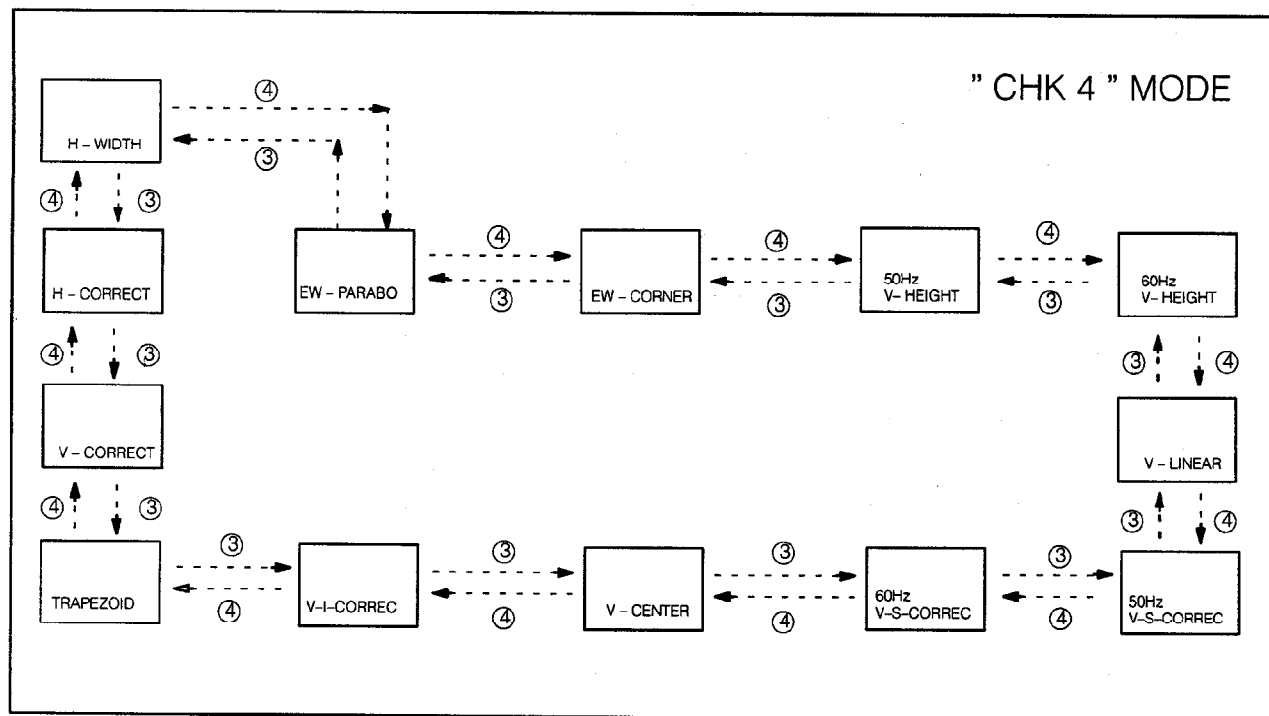 " CHK 4 " MODE
④
H – WIDTH
③
④
③
④
④
④
H – CORRECT
EW – PARABO
③
EW – CORNER
③
50Hz
V – HEIGHT
③
60Hz
V – HEIGHT
④
③
③
④
V – CORRECT
V – LINEAR
④
③
③
④
③
③
③
③
TRAPEZOID
④
V–I–CORREC
④
V – CENTER
④
60Hz
V–S–CORREC
④
50Hz
V–S–CORREC